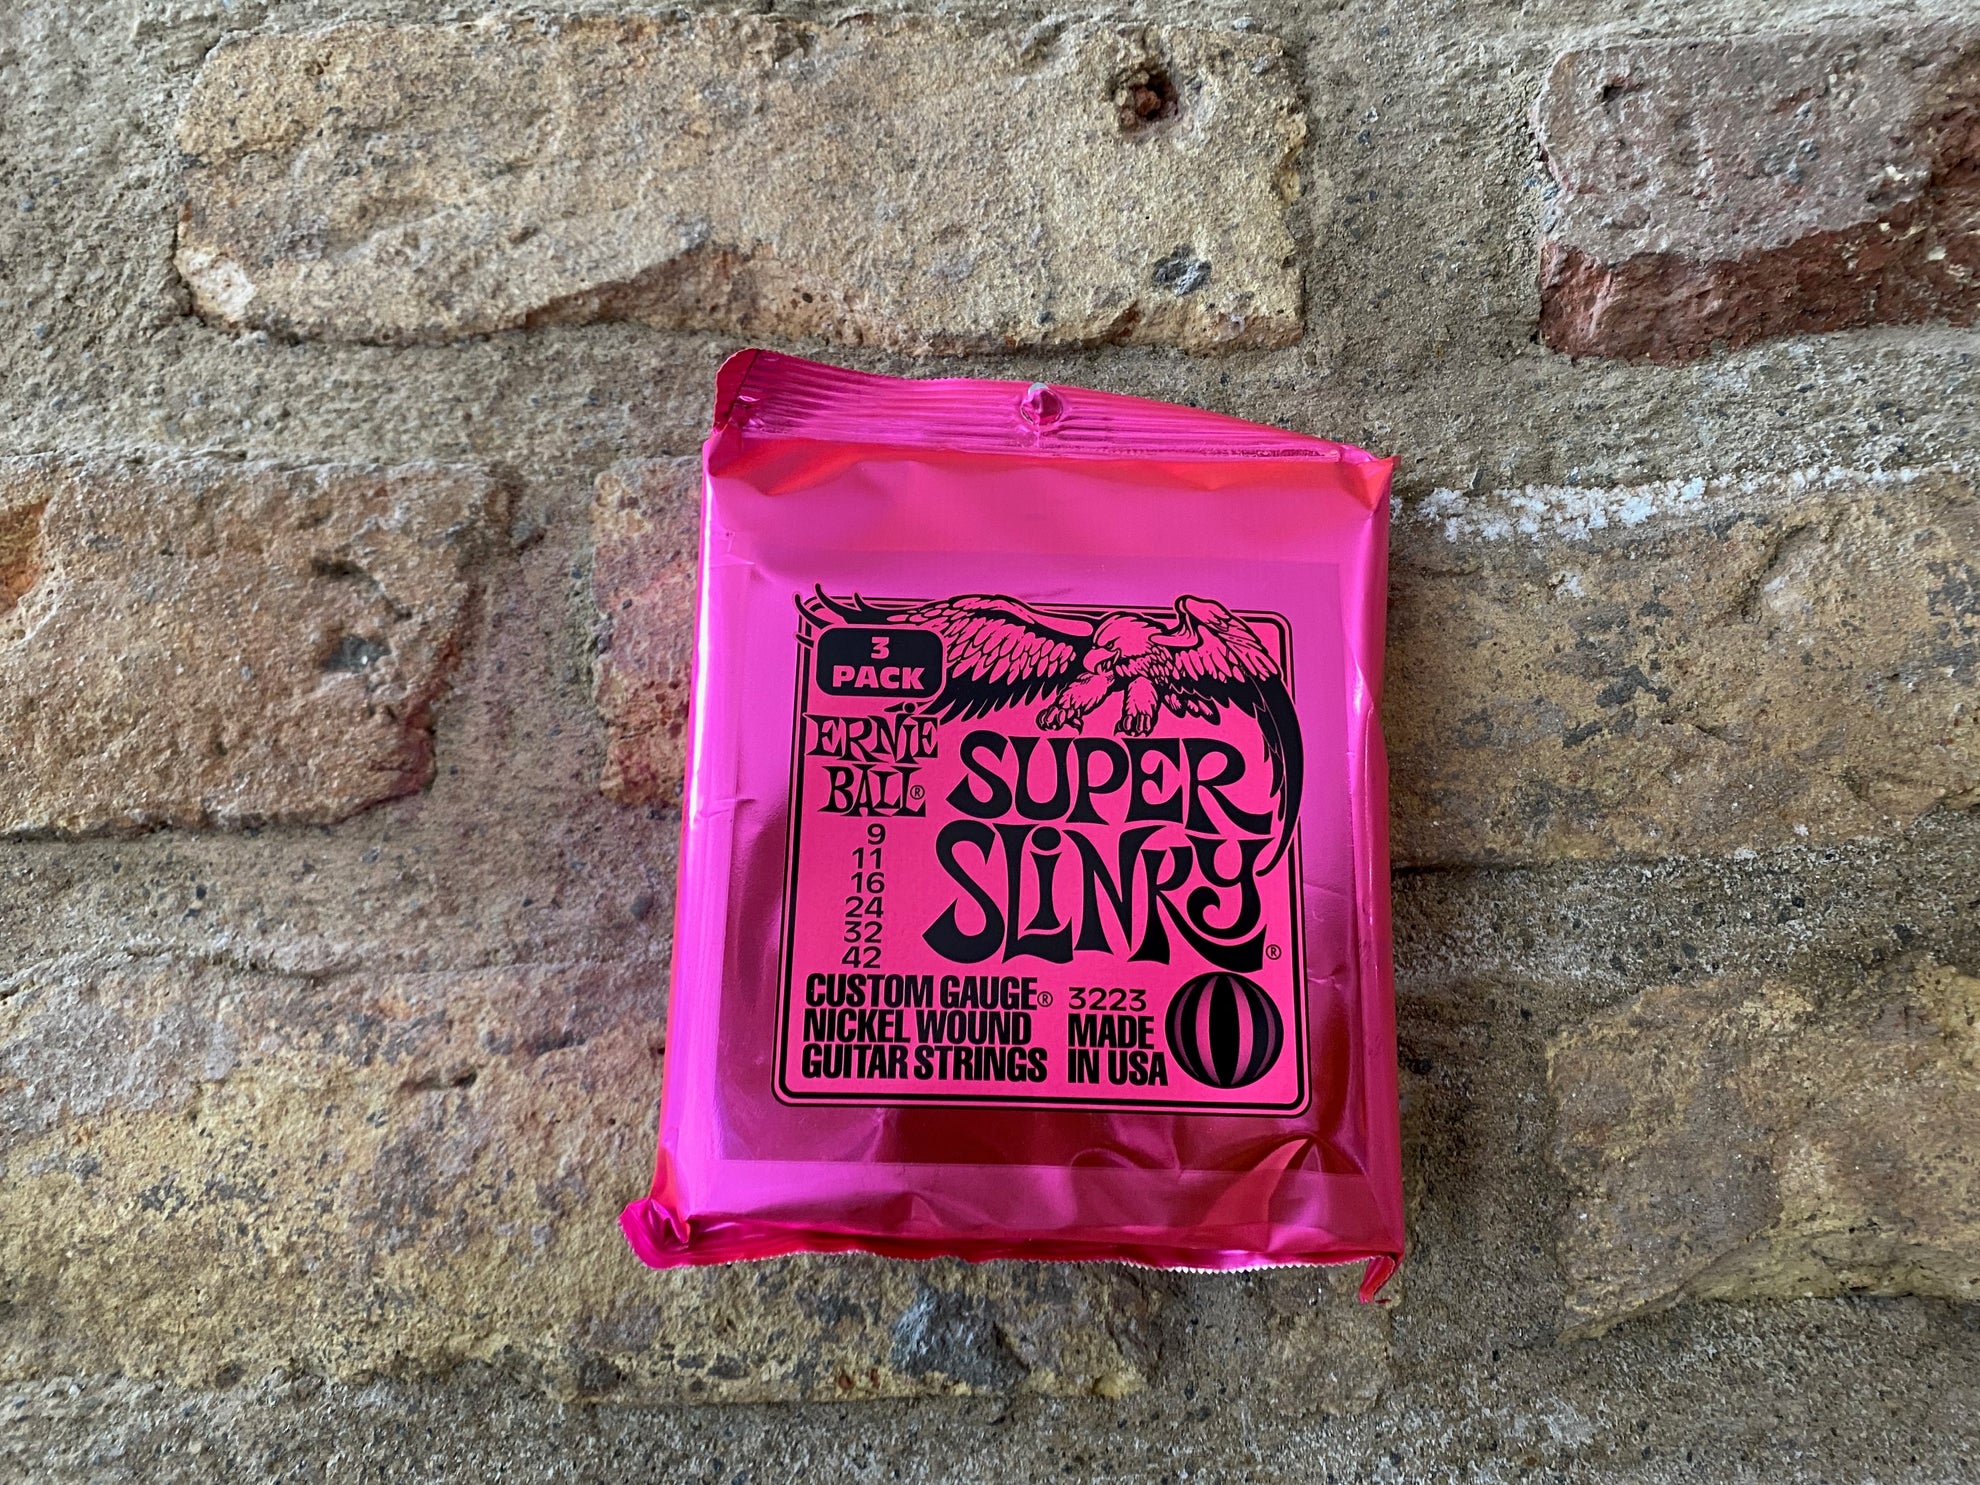 3
PACK
ERNIE
BALL®
SUPER
SLINKY®
9
11
16
24
32
42
CUSTOM GAUGE®
NICKEL WOUND
GUITAR STRINGS
3223
MADE
IN USA